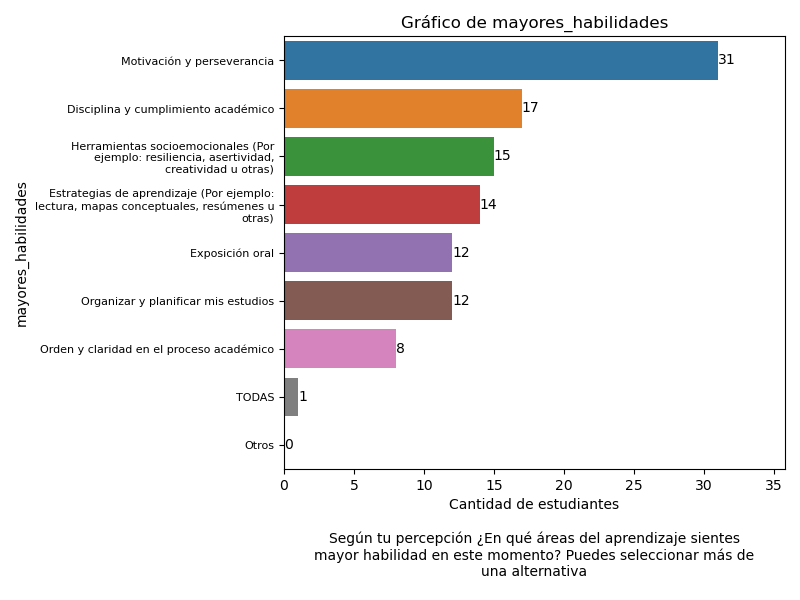 Gráfico de mayores_habilidades
mayores_habilidades
Motivación y perseverancia
31
Disciplina y cumplimiento académico
17
Herramientas socioemocionales (Por
ejemplo: resiliencia, asertividad,
creatividad u otras)
15
Estrategias de aprendizaje (Por ejemplo:
lectura, mapas conceptuales, resúmenes u
otras)
14
Exposición oral
12
Organizar y planificar mis estudios
12
Orden y claridad en el proceso académico
8
TODAS
1
Otros
0
0 5 10 15 20 25 30 35
Cantidad de estudiantes
Según tu percepción ¿En qué áreas del aprendizaje sientes
mayor habilidad en este momento? Puedes seleccionar más de
una alternativa